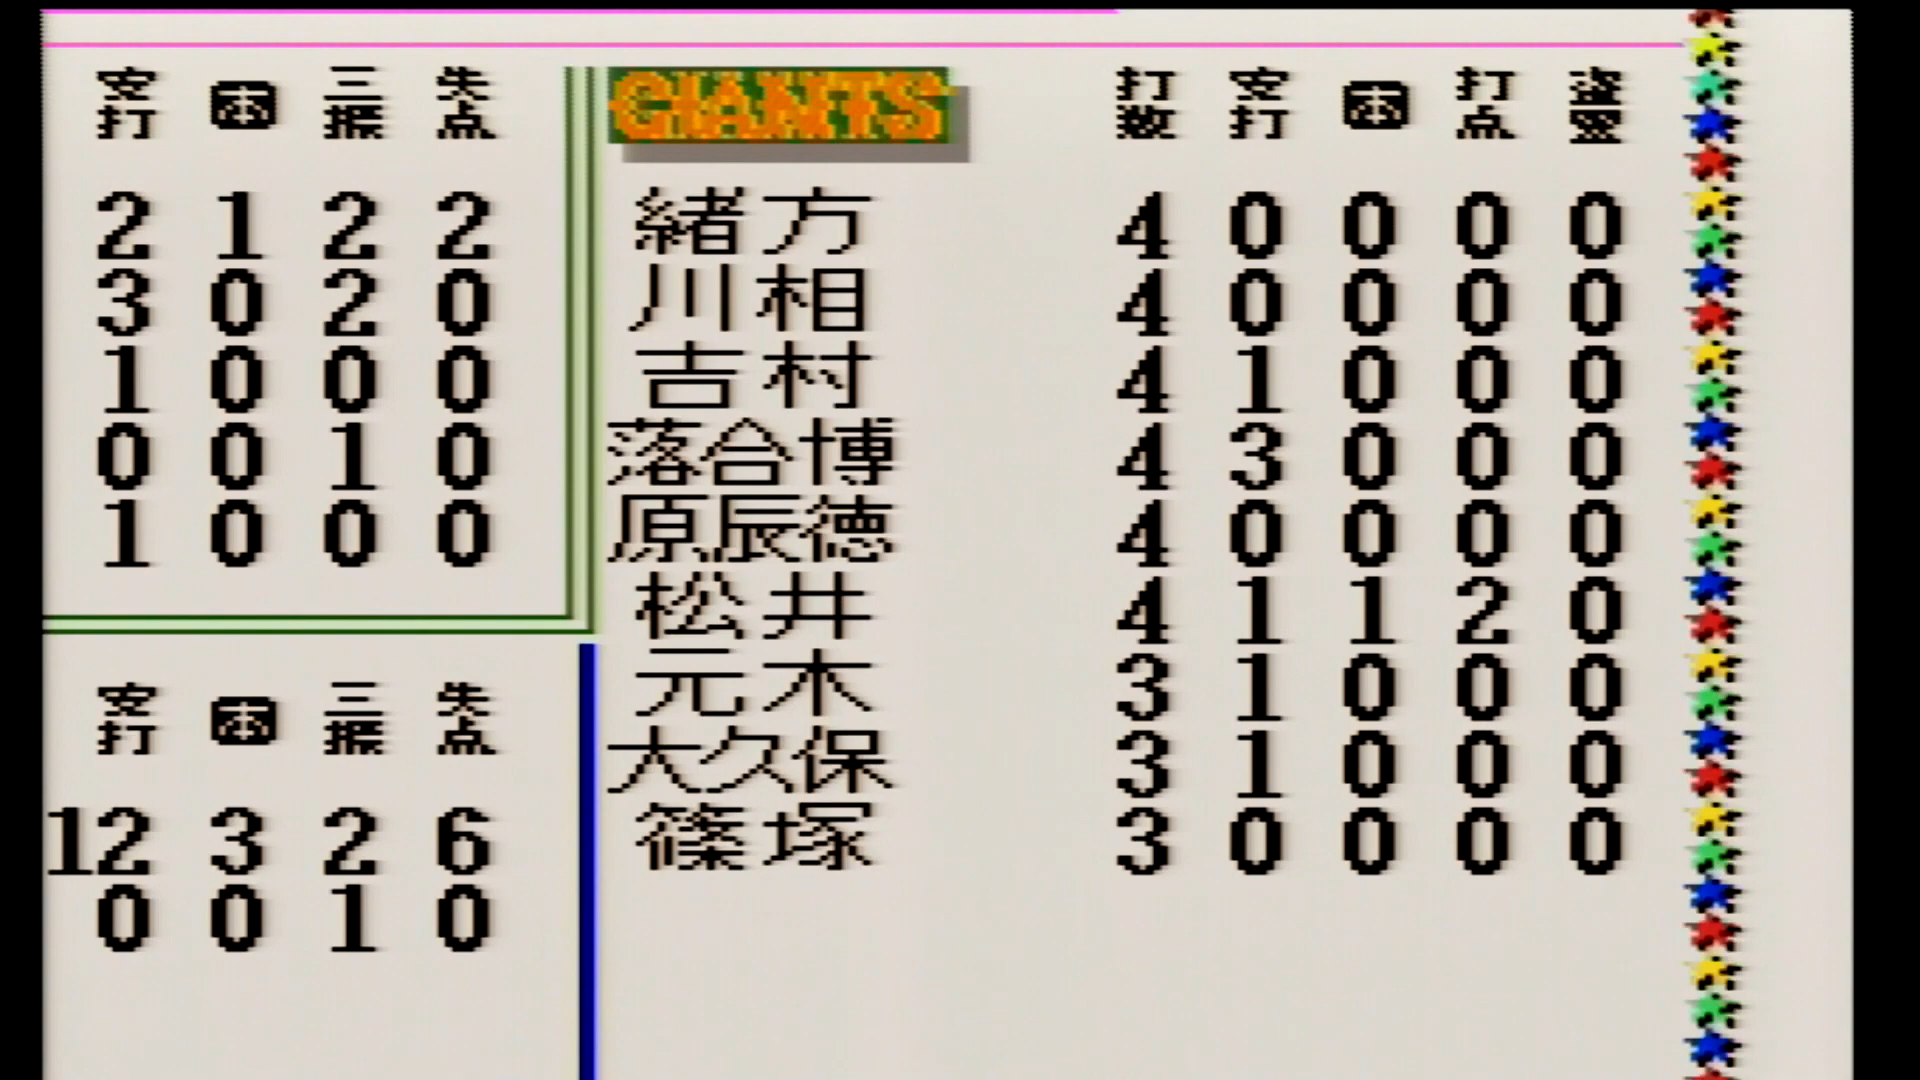 安打 本 三振 失点
2 1 2 2
3 0 2 0
1 0 0 0
0 0 1 0
1 0 0 0
安打 本 三振 失点
12 3 2 6
0 0 1 0
GIANTS 打数 安打 本 打点 盗塁
緒方 4 0 0 0 0
川相 4 0 0 0 0
吉村 4 1 0 0 0
落合博 4 3 0 0 0
原辰徳 4 0 0 0 0
松井 4 1 1 2 0
元木 3 1 0 0 0
大久保 3 1 0 0 0
篠塚 3 0 0 0 0